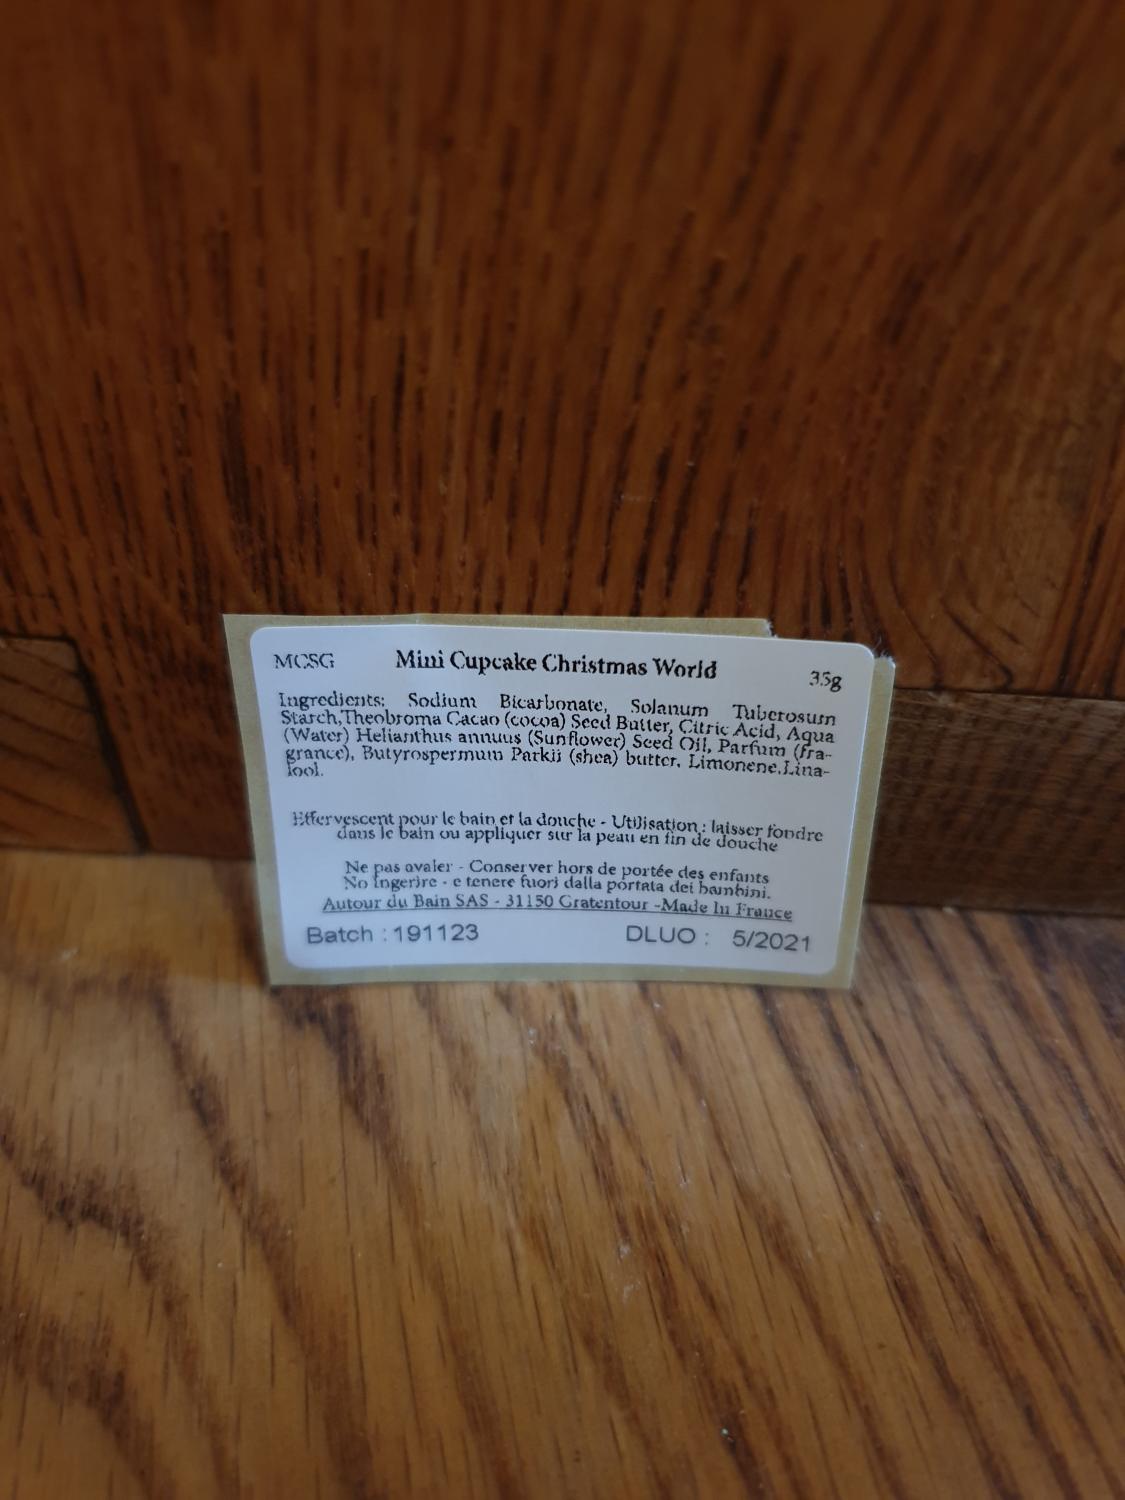 MCSG Mini Cupcake Christmas World 35g
Ingredients: Sodium Bicarbonate, Solanum Tuberosum
Starch,Theobroma Cacao (cocoa) Seed Butter, Citric Acid, Aqua
(Water) Helianthus annuus (Sunflower) Seed Oil, Parfum (fra-
grance), Butyrospermum Parkii (shea) butter, Limonene,Lina-
lool.
Effervescent pour le bain et la douche - Utilisation : laisser fondre
dans le bain ou appliquer sur la peau en fin de douche
Ne pas avaler - Conserver hors de portée des enfants
No Ingerire - e tenere fuori dalla portata dei bambini.
Autour du Bain SAS - 31150 Gratentour -Made In France
Batch : 191123 DLUO : 5/2021